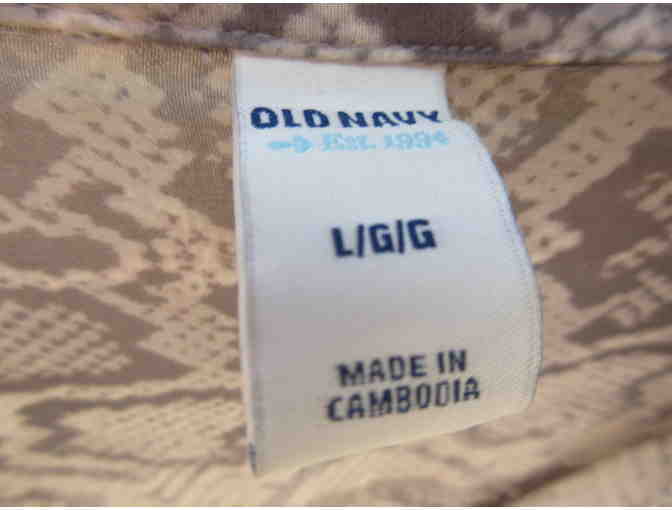 OLD NAVY
Est. 1994
L/G/G
MADE IN
CAMBODIA